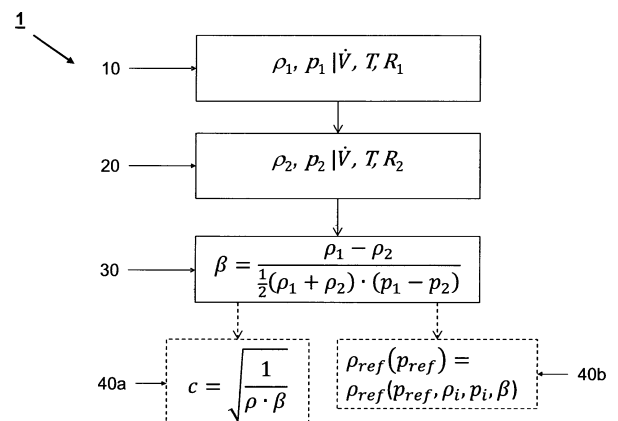 1
10
ρ₁, p₁ | V̇, T, R₁
20
ρ₂, p₂ | V̇, T, R₂
30
β = (ρ₁ − ρ₂) / (½(ρ₁ + ρ₂) · (p₁ − p₂))
40a
c = √(1 / (ρ · β))
ρ_ref(p_ref) =
ρ_ref(p_ref, ρ_i, p_i, β)
40b